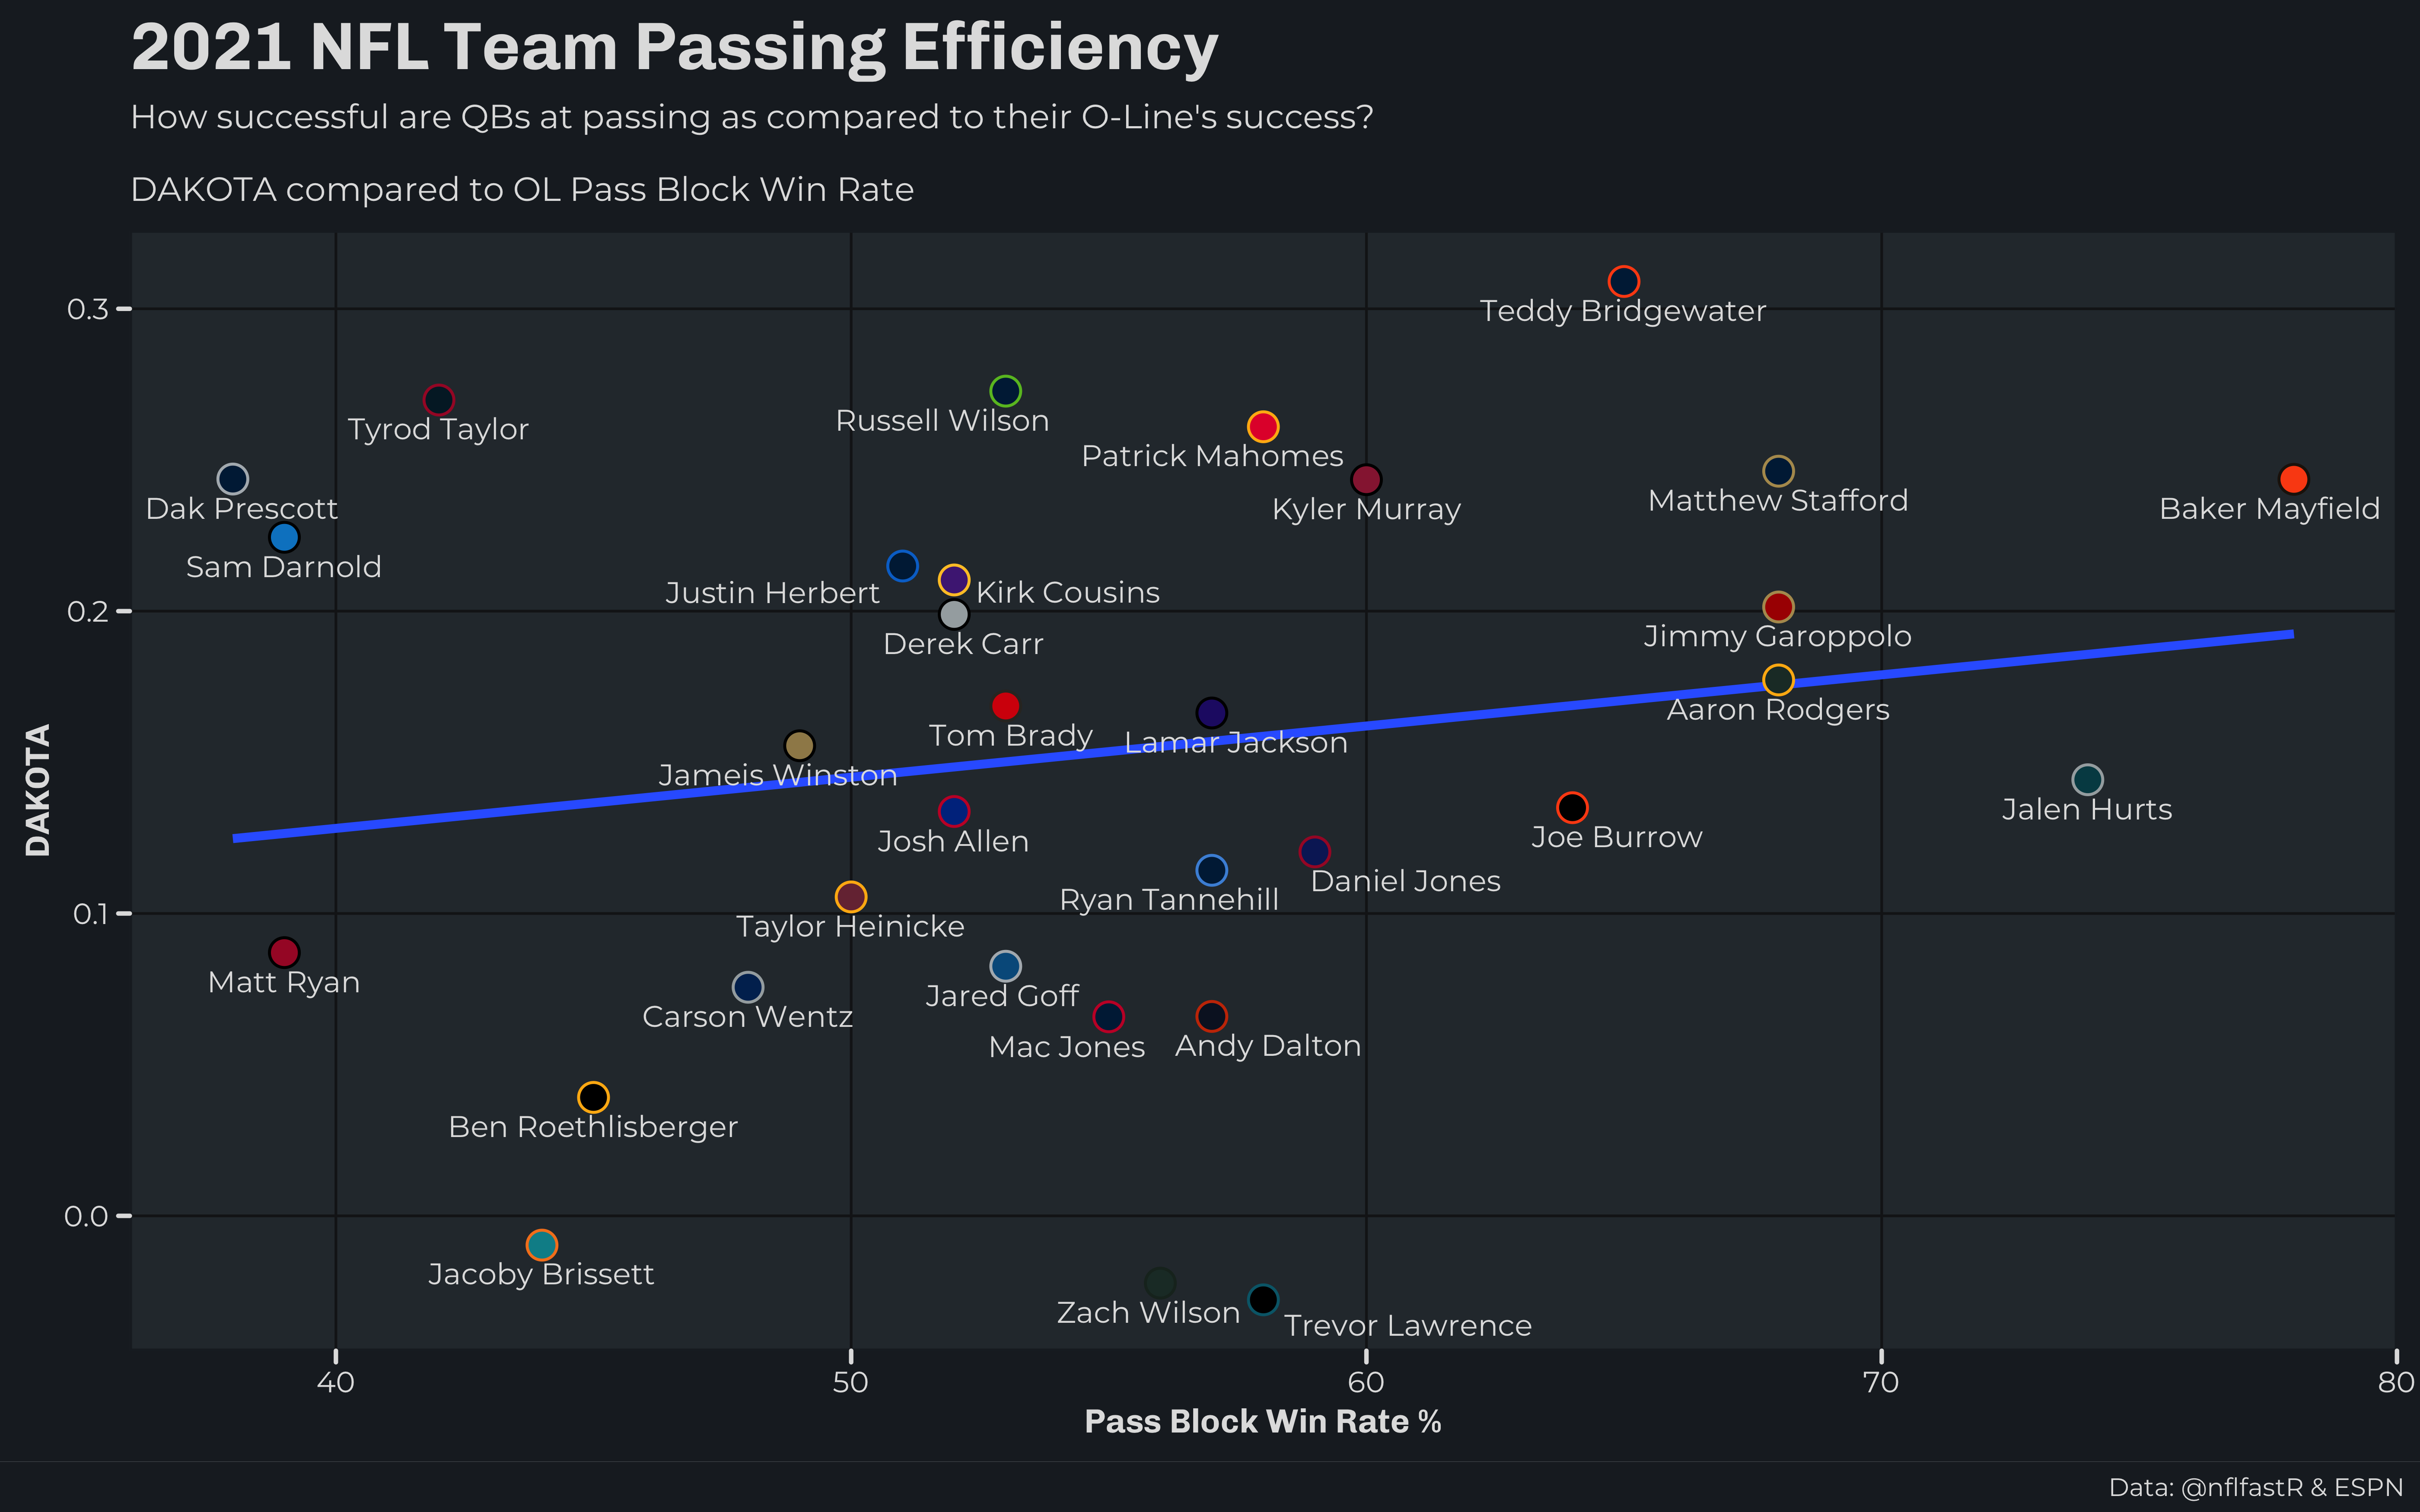 2021 NFL Team Passing Efficiency
How successful are QBs at passing as compared to their O-Line's success?
DAKOTA compared to OL Pass Block Win Rate
0.3
Teddy Bridgewater
Russell Wilson
Tyrod Taylor
Patrick Mahomes
Matthew Stafford
Dak Prescott
Kyler Murray
Baker Mayfield
Sam Darnold
Justin Herbert
Kirk Cousins
0.2
Jimmy Garoppolo
Derek Carr
Aaron Rodgers
Tom Brady
Lamar Jackson
Jameis Winston
DAKOTA
Jalen Hurts
Joe Burrow
Josh Allen
Daniel Jones
Ryan Tannehill
0.1
Taylor Heinicke
Matt Ryan
Jared Goff
Carson Wentz
Mac Jones
Andy Dalton
Ben Roethlisberger
0.0
Jacoby Brissett
Zach Wilson
Trevor Lawrence
40
50
60
70
80
Pass Block Win Rate %
Data: @nflfastR & ESPN